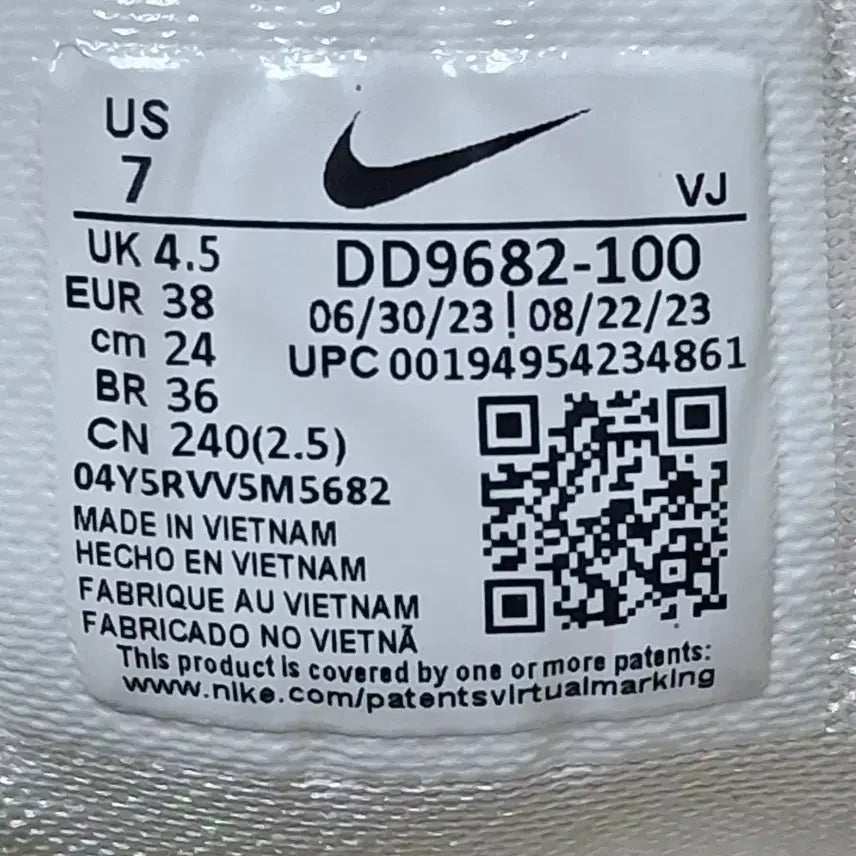 US
7
VJ
UK 4.5
DD9682-100
EUR 38
06/30/23 | 08/22/23
cm 24
UPC 00194954234861
BR 36
CN 240(2.5)
04Y5RVV5M5682
MADE IN VIETNAM
HECHO EN VIETNAM
FABRIQUE AU VIETNAM
FABRICADO NO VIETNÃ
This product is covered by one or more patents:
www.nike.com/patentsvirtualmarking